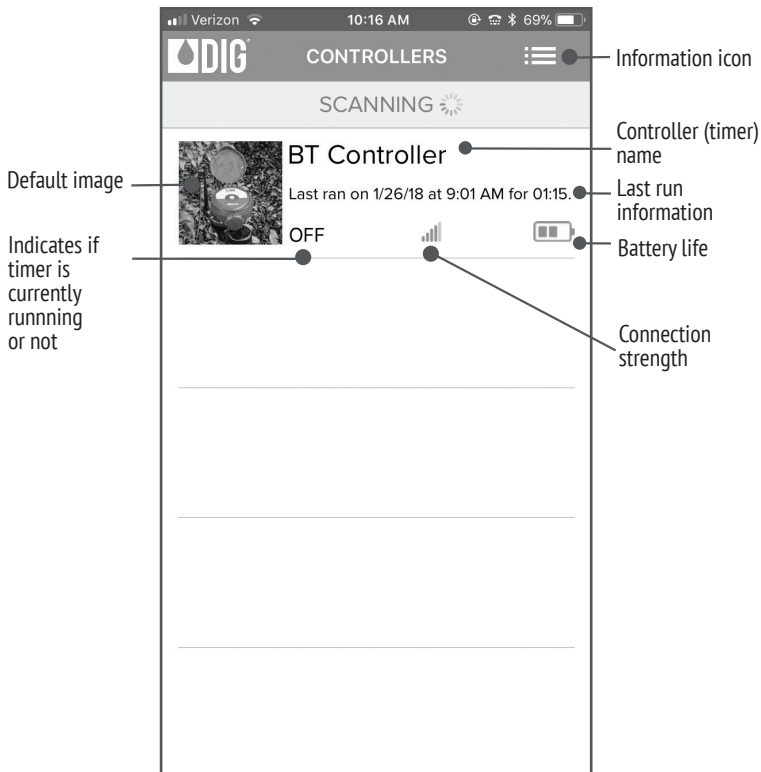 Verizon 10:16 AM 69%
DIG CONTROLLERS
Information icon
SCANNING
BT Controller
Controller (timer)
name
Default image
Last ran on 1/26/18 at 9:01 AM for 01:15.
Last run
information
OFF
Battery life
Indicates if
timer is
currently
runnning
or not
Connection
strength